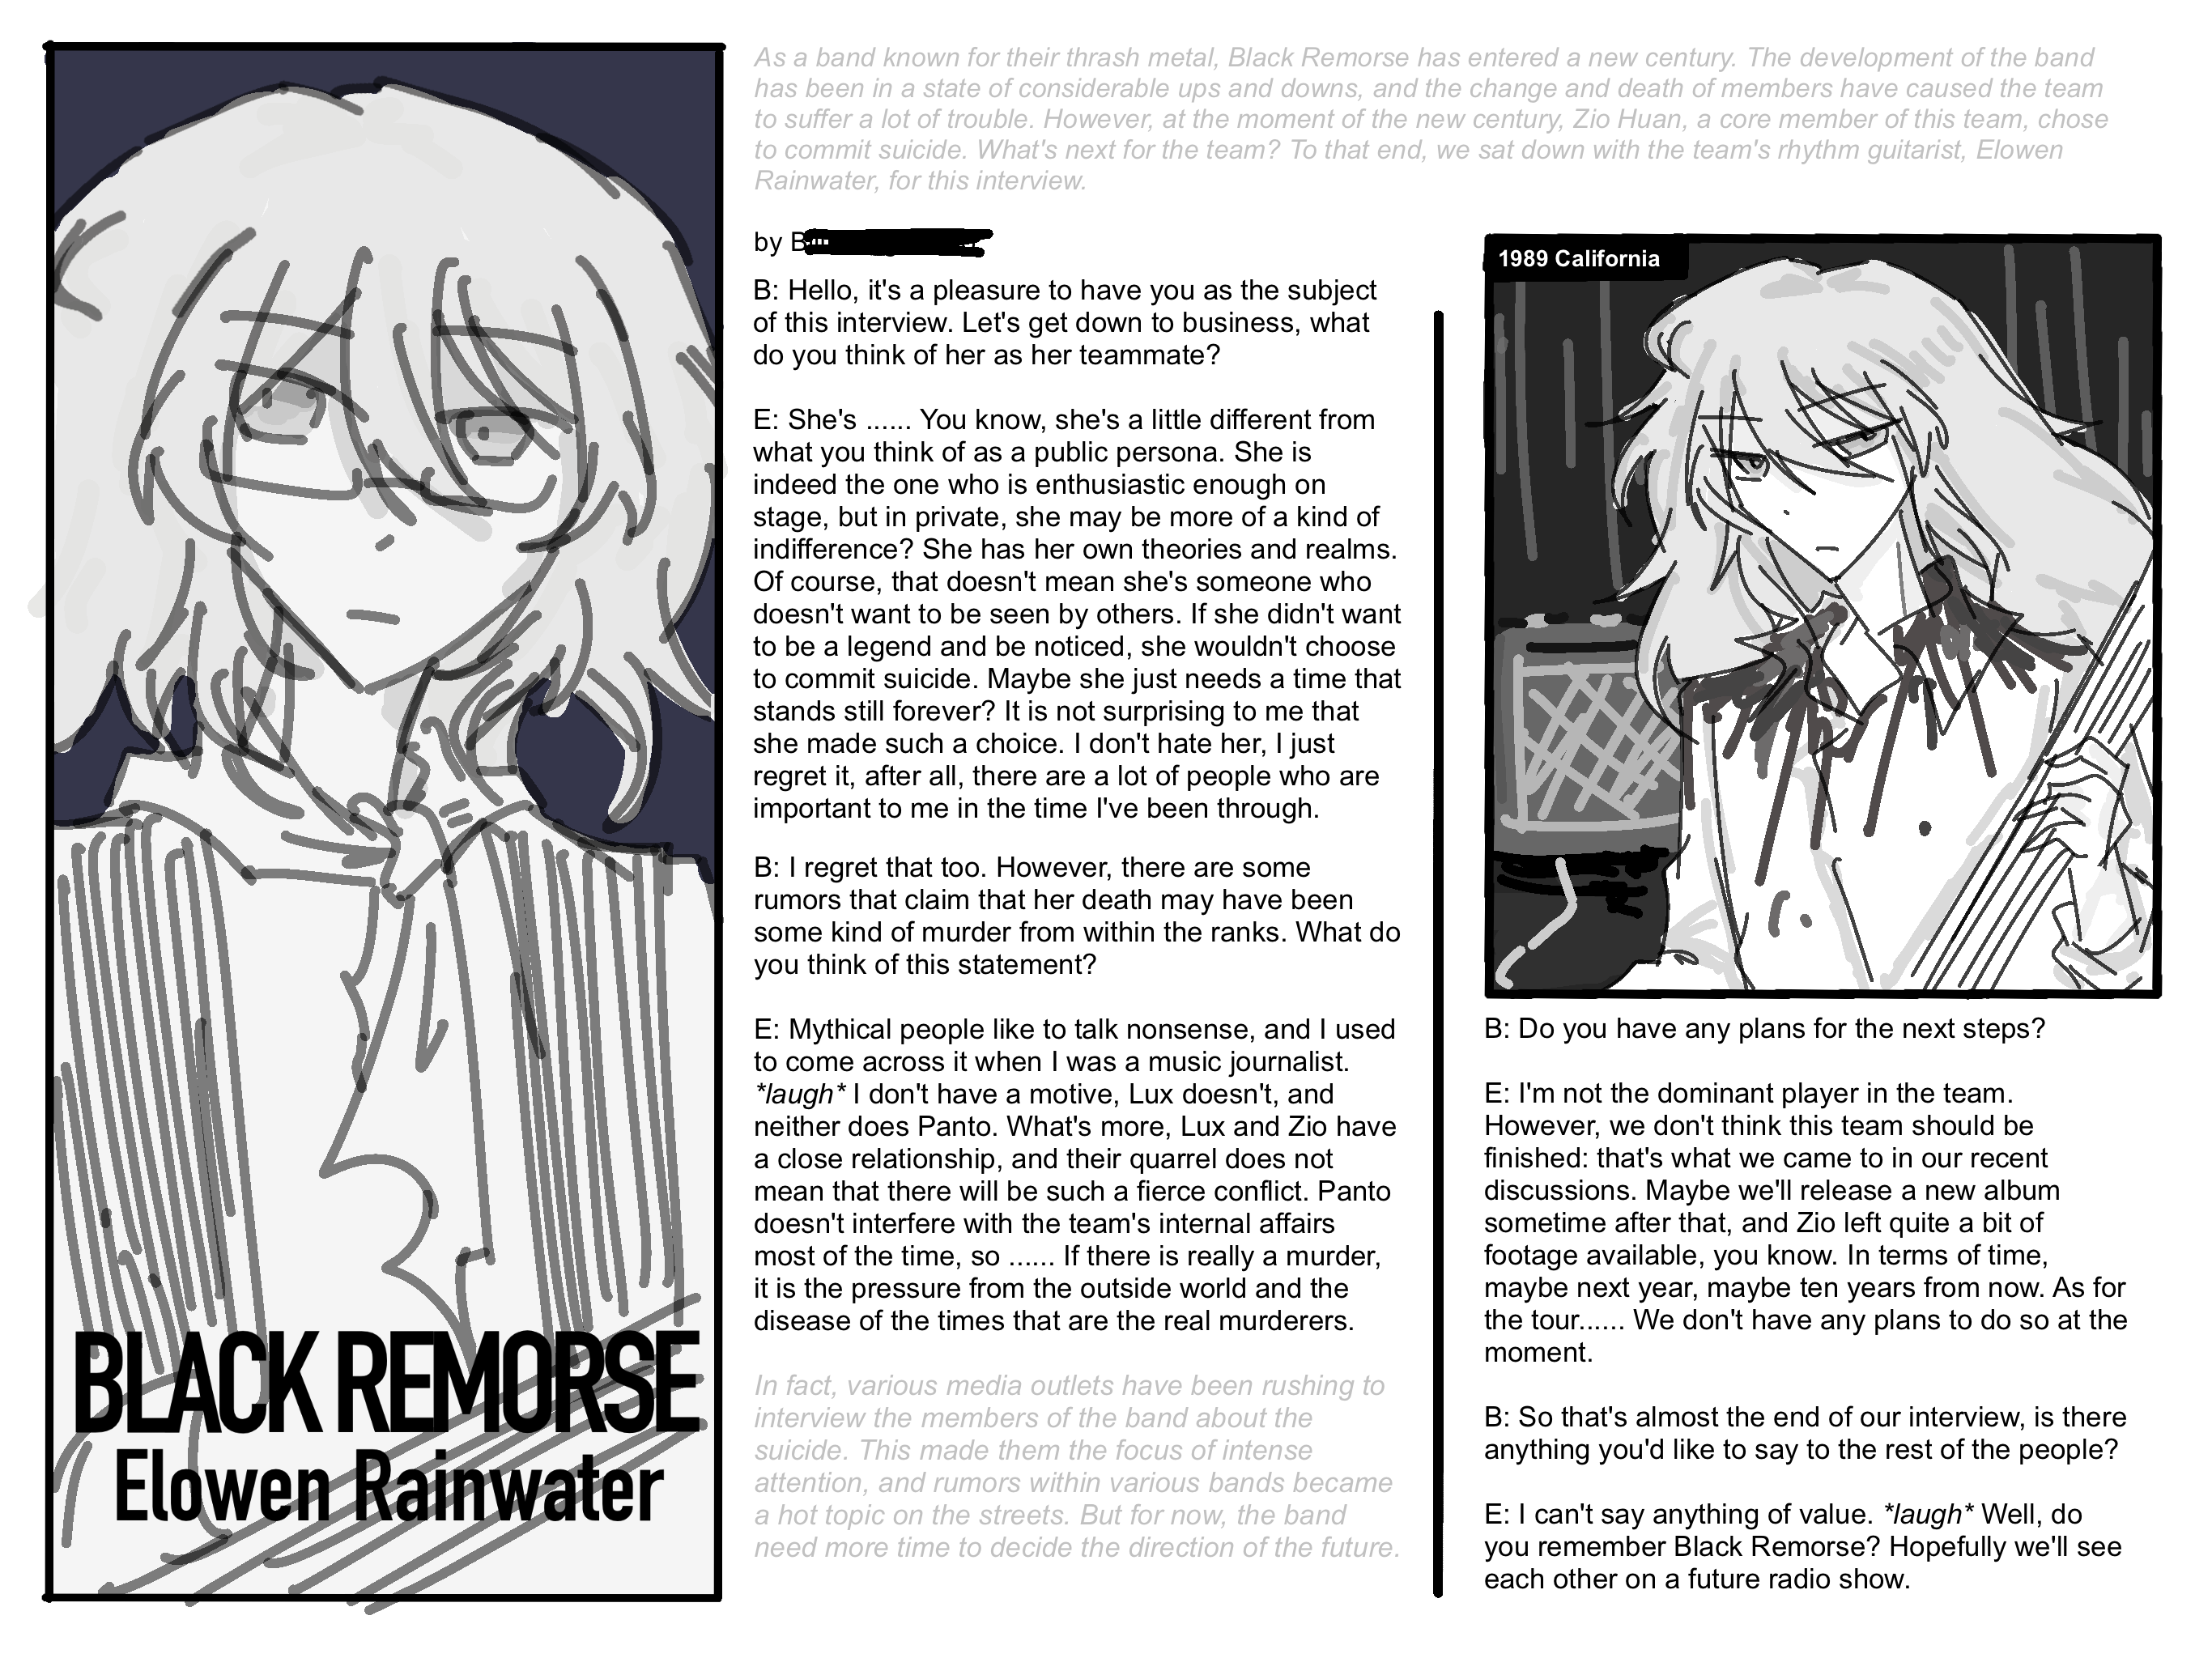 As a band known for their thrash metal, Black Remorse has entered a new century. The development of the band
has been in a state of considerable ups and downs, and the change and death of members have caused the team
to suffer a lot of trouble. However, at the moment of the new century, Zio Huan, a core member of this team, chose
to commit suicide. What's next for the team? To that end, we sat down with the team's rhythm guitarist, Elowen
Rainwater, for this interview.
by B
B: Hello, it's a pleasure to have you as the subject
of this interview. Let's get down to business, what
do you think of her as her teammate?
E: She's ...... You know, she's a little different from
what you think of as a public persona. She is
indeed the one who is enthusiastic enough on
stage, but in private, she may be more of a kind of
indifference? She has her own theories and realms.
Of course, that doesn't mean she's someone who
doesn't want to be seen by others. If she didn't want
to be a legend and be noticed, she wouldn't choose
to commit suicide. Maybe she just needs a time that
stands still forever? It is not surprising to me that
she made such a choice. I don't hate her, I just
regret it, after all, there are a lot of people who are
important to me in the time I've been through.
B: I regret that too. However, there are some
rumors that claim that her death may have been
some kind of murder from within the ranks. What do
you think of this statement?
E: Mythical people like to talk nonsense, and I used
to come across it when I was a music journalist.
*laugh* I don't have a motive, Lux doesn't, and
neither does Panto. What's more, Lux and Zio have
a close relationship, and their quarrel does not
mean that there will be such a fierce conflict. Panto
doesn't interfere with the team's internal affairs
most of the time, so ...... If there is really a murder,
it is the pressure from the outside world and the
disease of the times that are the real murderers.
In fact, various media outlets have been rushing to
interview the members of the band about the
suicide. This made them the focus of intense
attention, and rumors within various bands became
a hot topic on the streets. But for now, the band
need more time to decide the direction of the future.
1989 California
B: Do you have any plans for the next steps?
E: I'm not the dominant player in the team.
However, we don't think this team should be
finished: that's what we came to in our recent
discussions. Maybe we'll release a new album
sometime after that, and Zio left quite a bit of
footage available, you know. In terms of time,
maybe next year, maybe ten years from now. As for
the tour...... We don't have any plans to do so at the
moment.
B: So that's almost the end of our interview, is there
anything you'd like to say to the rest of the people?
E: I can't say anything of value. *laugh* Well, do
you remember Black Remorse? Hopefully we'll see
each other on a future radio show.
BLACK REMORSE
Elowen Rainwater